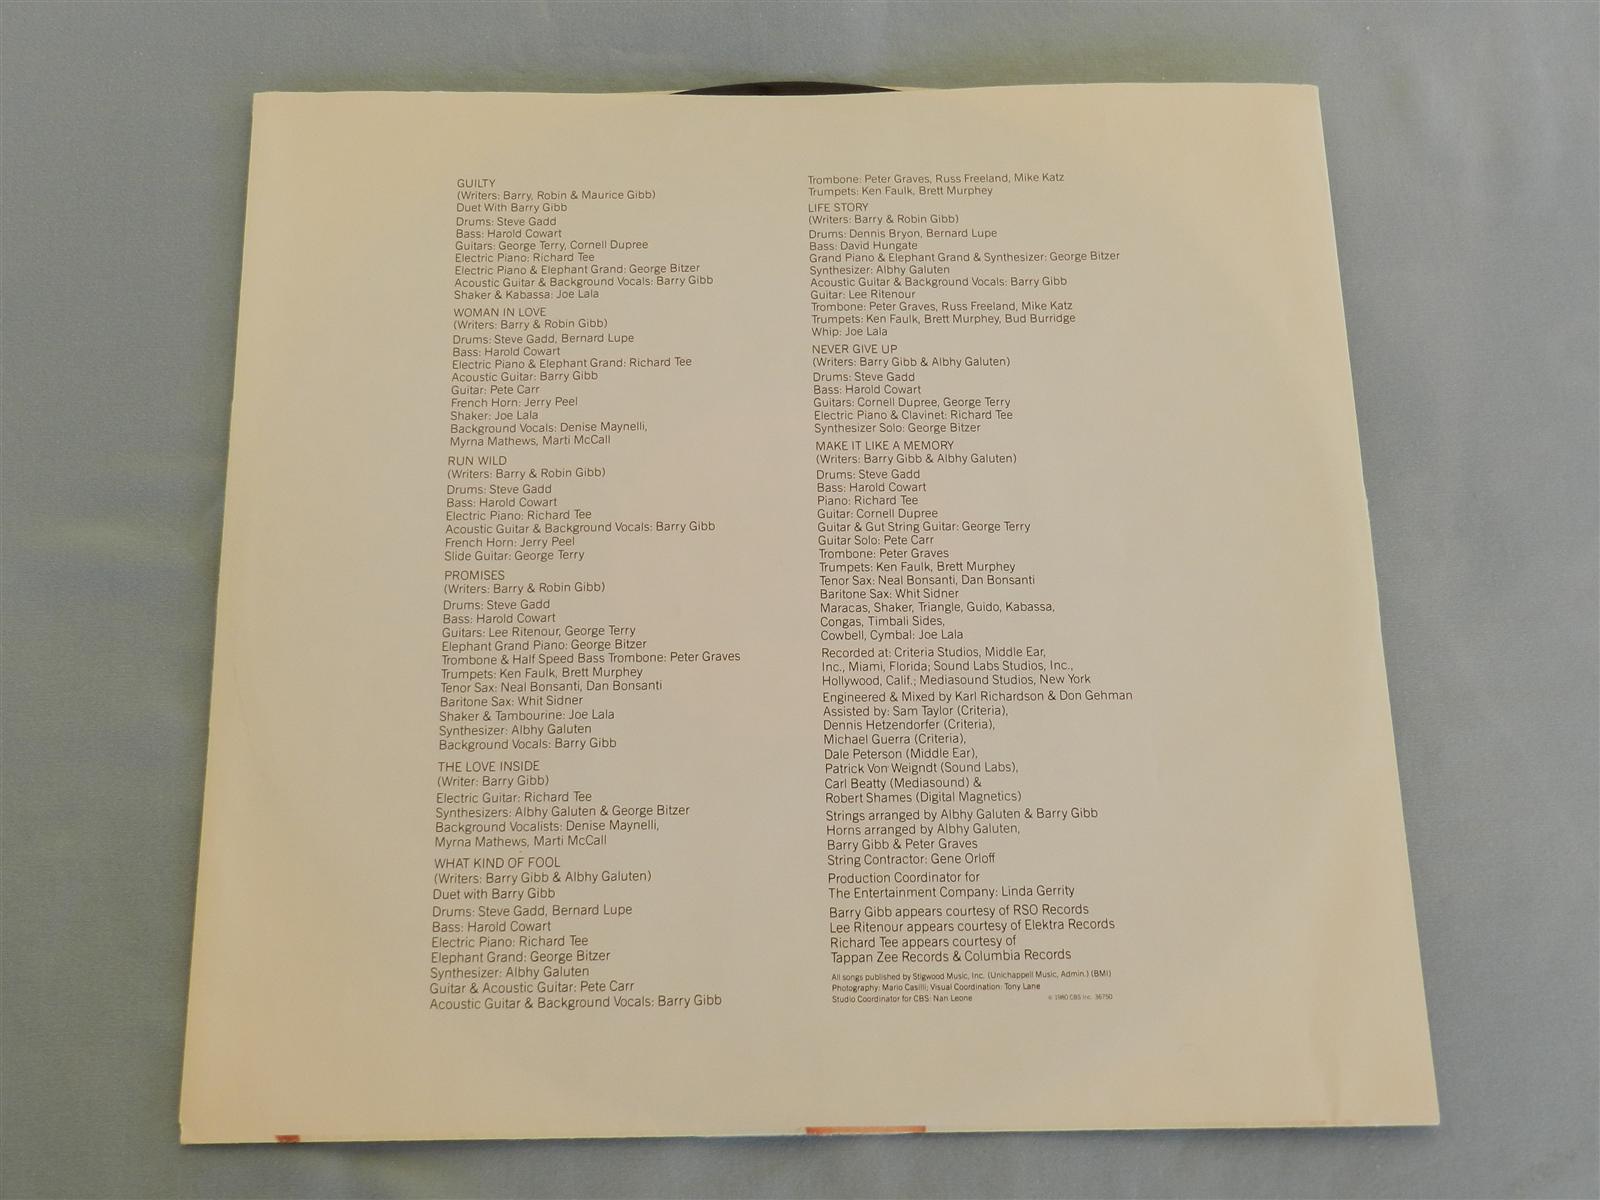 GUILTY
(Writers: Barry, Robin & Maurice Gibb)
Duet With Barry Gibb
Drums: Steve Gadd
Bass: Harold Cowart
Guitars: George Terry, Cornell Dupree
Electric Piano: Richard Tee
Electric Piano & Elephant Grand: George Bitzer
Acoustic Guitar & Background Vocals: Barry Gibb
Shaker & Kabassa: Joe Lala
WOMAN IN LOVE
(Writers: Barry & Robin Gibb)
Drums: Steve Gadd, Bernard Lupe
Bass: Harold Cowart
Electric Piano & Elephant Grand: Richard Tee
Acoustic Guitar: Barry Gibb
Guitar: Pete Carr
French Horn: Jerry Peel
Shaker: Joe Lala
Background Vocals: Denise Maynelli,
Myrna Mathews, Marti McCall
RUN WILD
(Writers: Barry & Robin Gibb)
Drums: Steve Gadd
Bass: Harold Cowart
Electric Piano: Richard Tee
Acoustic Guitar & Background Vocals: Barry Gibb
French Horn: Jerry Peel
Slide Guitar: George Terry
PROMISES
(Writers: Barry & Robin Gibb)
Drums: Steve Gadd
Bass: Harold Cowart
Guitars: Lee Ritenour, George Terry
Elephant Grand Piano: George Bitzer
Trombone & Half Speed Bass Trombone: Peter Graves
Trumpets: Ken Faulk, Brett Murphey
Tenor Sax: Neal Bonsanti, Dan Bonsanti
Baritone Sax: Whit Sidner
Shaker & Tambourine: Joe Lala
Synthesizer: Albhy Galuten
Background Vocals: Barry Gibb
THE LOVE INSIDE
(Writer: Barry Gibb)
Electric Guitar: Richard Tee
Synthesizers: Albhy Galuten & George Bitzer
Background Vocalists: Denise Maynelli,
Myrna Mathews, Marti McCall
WHAT KIND OF FOOL
(Writers: Barry Gibb & Albhy Galuten)
Duet with Barry Gibb
Drums: Steve Gadd, Bernard Lupe
Bass: Harold Cowart
Electric Piano: Richard Tee
Elephant Grand: George Bitzer
Synthesizer: Albhy Galuten
Guitar & Acoustic Guitar: Pete Carr
Acoustic Guitar & Background Vocals: Barry Gibb
Trombone: Peter Graves, Russ Freeland, Mike Katz
Trumpets: Ken Faulk, Brett Murphey
LIFE STORY
(Writers: Barry & Robin Gibb)
Drums: Dennis Bryon, Bernard Lupe
Bass: David Hungate
Grand Piano & Elephant Grand & Synthesizer: George Bitzer
Synthesizer: Albhy Galuten
Acoustic Guitar & Background Vocals: Barry Gibb
Guitar: Lee Ritenour
Trombone: Peter Graves, Russ Freeland, Mike Katz
Trumpets: Ken Faulk, Brett Murphey, Bud Burridge
Whip: Joe Lala
NEVER GIVE UP
(Writers: Barry Gibb & Albhy Galuten)
Drums: Steve Gadd
Bass: Harold Cowart
Guitars: Cornell Dupree, George Terry
Electric Piano & Clavinet: Richard Tee
Synthesizer Solo: George Bitzer
MAKE IT LIKE A MEMORY
(Writers: Barry Gibb & Albhy Galuten)
Drums: Steve Gadd
Bass: Harold Cowart
Piano: Richard Tee
Guitar: Cornell Dupree
Guitar & Gut String Guitar: George Terry
Guitar Solo: Pete Carr
Trombone: Peter Graves
Trumpets: Ken Faulk, Brett Murphey
Tenor Sax: Neal Bonsanti, Dan Bonsanti
Baritone Sax: Whit Sidner
Maracas, Shaker, Triangle, Guido, Kabassa,
Congas, Timbali Sides,
Cowbell, Cymbal: Joe Lala
Recorded at: Criteria Studios, Middle Ear,
Inc., Miami, Florida; Sound Labs Studios, Inc.,
Hollywood, Calif.; Mediasound Studios, New York
Engineered & Mixed by Karl Richardson & Don Gehman
Assisted by: Sam Taylor (Criteria),
Dennis Hetzendorfer (Criteria),
Michael Guerra (Criteria),
Dale Peterson (Middle Ear),
Patrick Von Weigndt (Sound Labs),
Carl Beatty (Mediasound) &
Robert Shames (Digital Magnetics)
Strings arranged by Albhy Galuten & Barry Gibb
Horns arranged by Albhy Galuten,
Barry Gibb & Peter Graves
String Contractor: Gene Orloff
Production Coordinator for
The Entertainment Company: Linda Gerrity
Barry Gibb appears courtesy of RSO Records
Lee Ritenour appears courtesy of Elektra Records
Richard Tee appears courtesy of
Tappan Zee Records & Columbia Records
All songs published by Stigwood Music, Inc. (Unichappell Music, Admin.) (BMI)
Photography: Mario Casilli; Visual Coordination: Tony Lane
Studio Coordinator for CBS: Nan Leone © 1980 CBS Inc. 36750